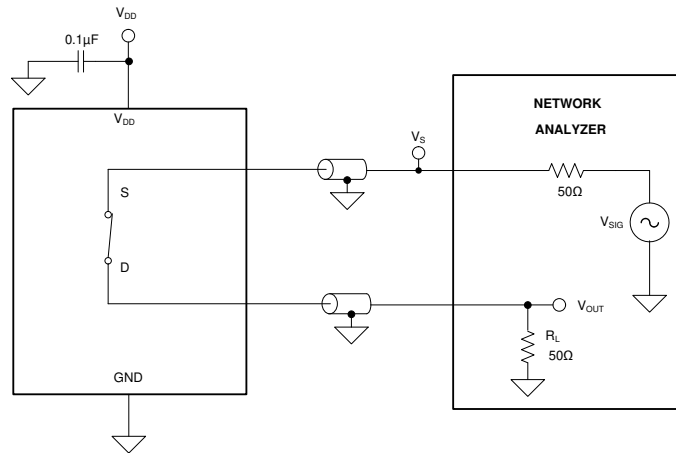 V_DD
0.1µF
V_DD
NETWORK
ANALYZER
V_S
S
50Ω
V_SIG
D
V_OUT
R_L
50Ω
GND